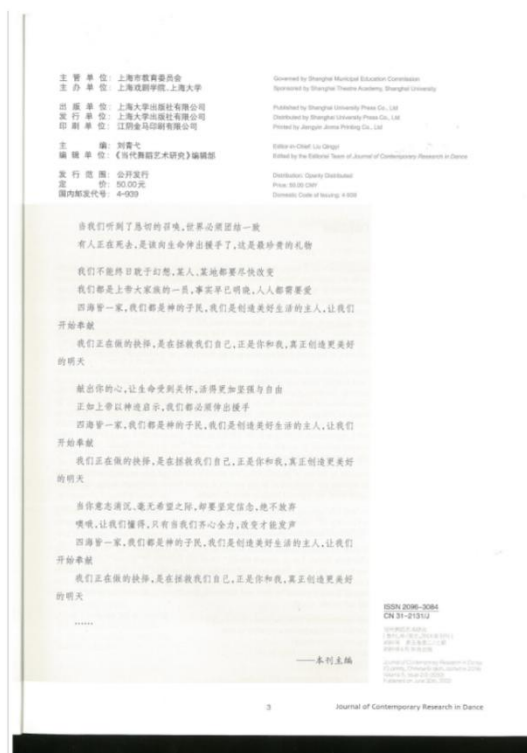 主 管 单 位： 上海市教育委员会
主 办 单 位： 上海戏剧学院、上海大学
出 版 单 位： 上海大学出版社有限公司
发 行 单 位： 上海大学出版社有限公司
印 刷 单 位： 江阴金马印刷有限公司
主 编： 刘青弋
编 辑 单 位： 《当代舞蹈艺术研究》编辑部
发 行 范 围： 公开发行
定 价： 50.00元
国内邮发代号： 4-939
Governed by Shanghai Municipal Education Commission
Sponsored by Shanghai Theatre Academy, Shanghai University
Published by Shanghai University Press Co., Ltd
Distributed by Shanghai University Press Co., Ltd
Printed by Jiangyin Jinma Printing Co., Ltd
Editor-in-Chief: Liu Qingyi
Edited by the Editorial Team of Journal of Contemporary Research in Dance
Distribution: Openly Distributed
Price: 50.00 CNY
Domestic Code of Issuing: 4-939
当我们听到了恳切的召唤，世界必须团结一致
有人正在死去，是该向生命伸出援手了，这是最珍贵的礼物
我们不能终日耽于幻想，某人、某地都要尽快改变
我们都是上帝大家族的一员，事实早已明晓，人人都需要爱
四海皆一家，我们都是神的子民，我们是创造美好生活的主人，让我们
开始奉献
我们正在做的抉择，是在拯救我们自己，正是你和我，真正创造更美好
的明天
献出你的心，让生命受到关怀，活得更加坚强与自由
正如上帝以神迹启示，我们都必须伸出援手
四海皆一家，我们都是神的子民，我们是创造美好生活的主人，让我们
开始奉献
我们正在做的抉择，是在拯救我们自己，正是你和我，真正创造更美好
的明天
当你意志消沉、毫无希望之际，却要坚定信念，绝不放弃
噢哦，让我们懂得，只有当我们齐心全力，改变才能发声
四海皆一家，我们都是神的子民，我们是创造美好生活的主人，让我们
开始奉献
我们正在做的抉择，是在拯救我们自己，正是你和我，真正创造更美好
的明天
……
——本刊主编
ISSN 2096-3084
CN 31-2131/J
3
Journal of Contemporary Research in Dance